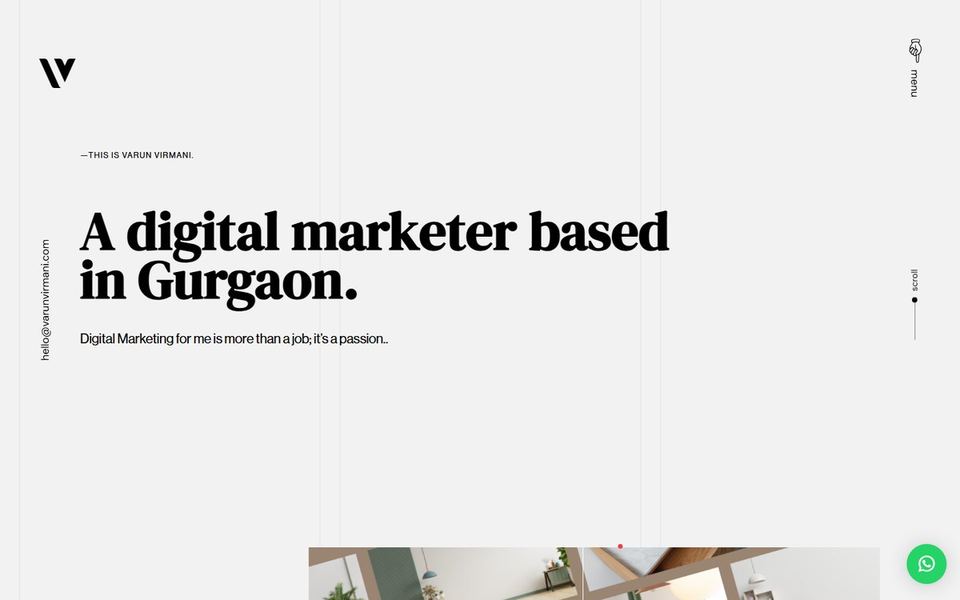 menu
—THIS IS VARUN VIRMANI.
A digital marketer based
in Gurgaon.
Digital Marketing for me is more than a job; it's a passion..
hello@varunvirmani.com
scroll